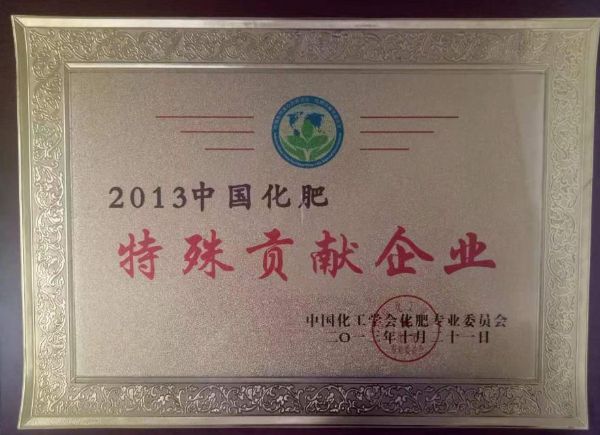 2013中国化肥
特殊贡献企业
中国化工学会化肥专业委员会
二〇一三年十月二十一日